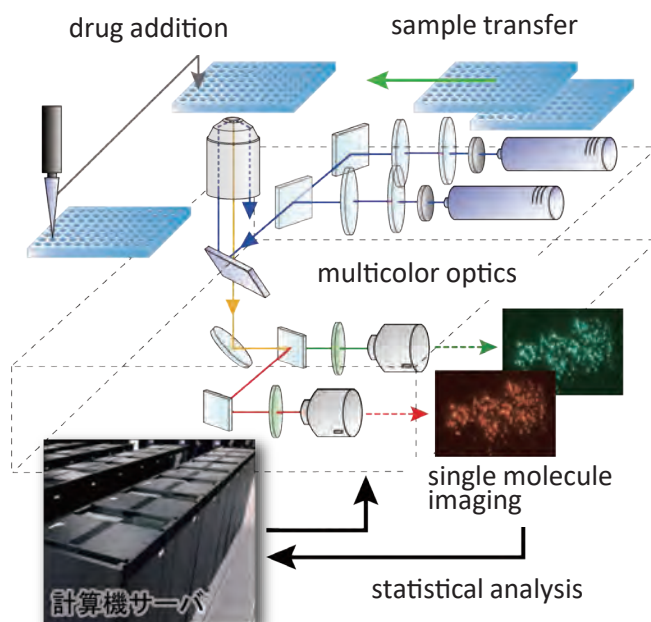 drug addition
sample transfer
multicolor optics
single molecule
imaging
計算機サーバ
statistical analysis